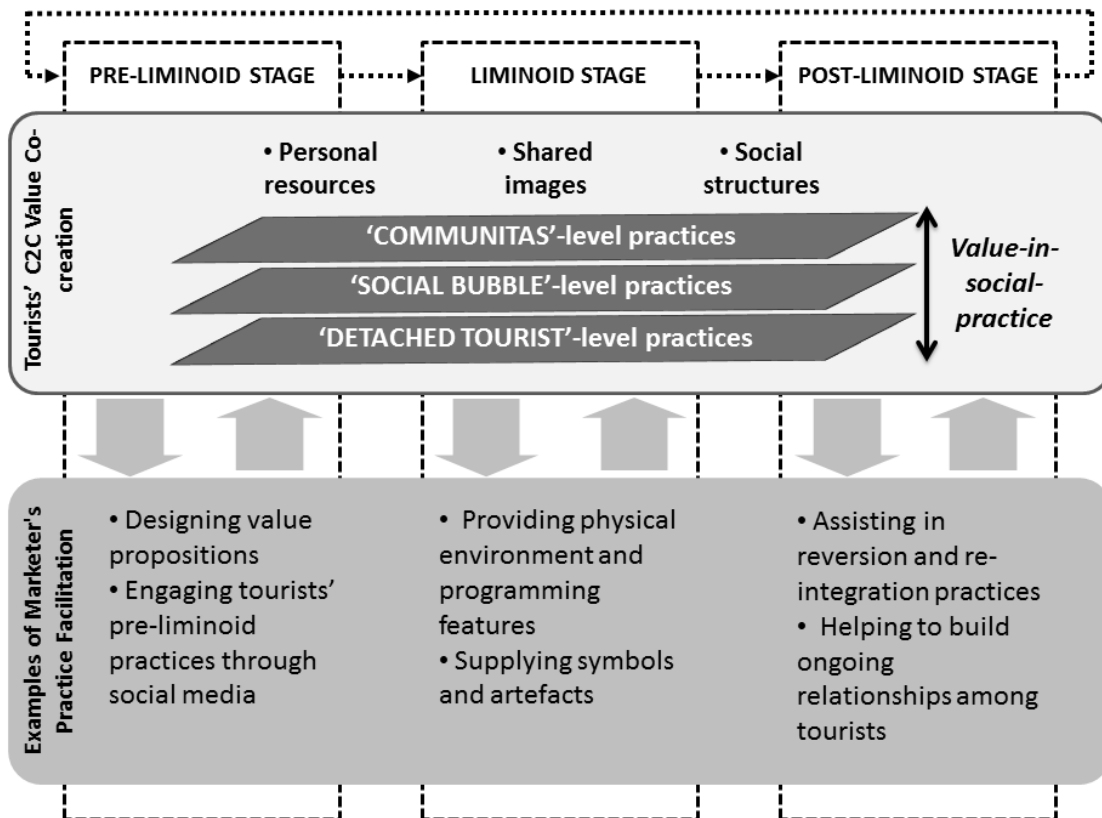 PRE-LIMINOID STAGE
LIMINOID STAGE
POST-LIMINOID STAGE
Tourists' C2C Value Co-
creation
• Personal
resources
• Shared
images
• Social
structures
‘COMMUNITAS’-level practices
‘SOCIAL BUBBLE’-level practices
‘DETACHED TOURIST’-level practices
Value-in-
social-
practice
Examples of Marketer's
Practice Facilitation
• Designing value
propositions
• Engaging tourists’
pre-liminoid
practices through
social media
• Providing physical
environment and
programming
features
• Supplying symbols
and artefacts
• Assisting in
reversion and re-
integration practices
• Helping to build
ongoing
relationships among
tourists